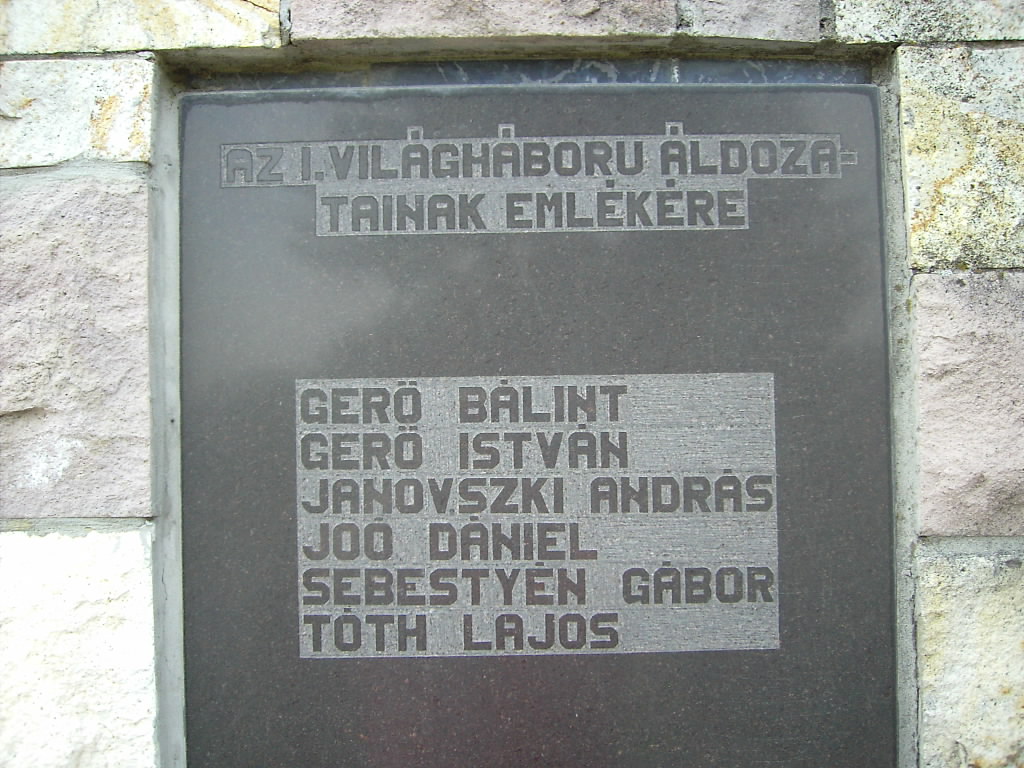 AZ I. VILÁGHÁBORU ÁLDOZA-
TAINAK EMLÉKÉRE
GERÖ BÁLINT
GERÖ ISTVÁN
JANOVSZKI ANDRÁS
JOÓ DÁNIEL
SEBESTYÉN GÁBOR
TÓTH LAJOS